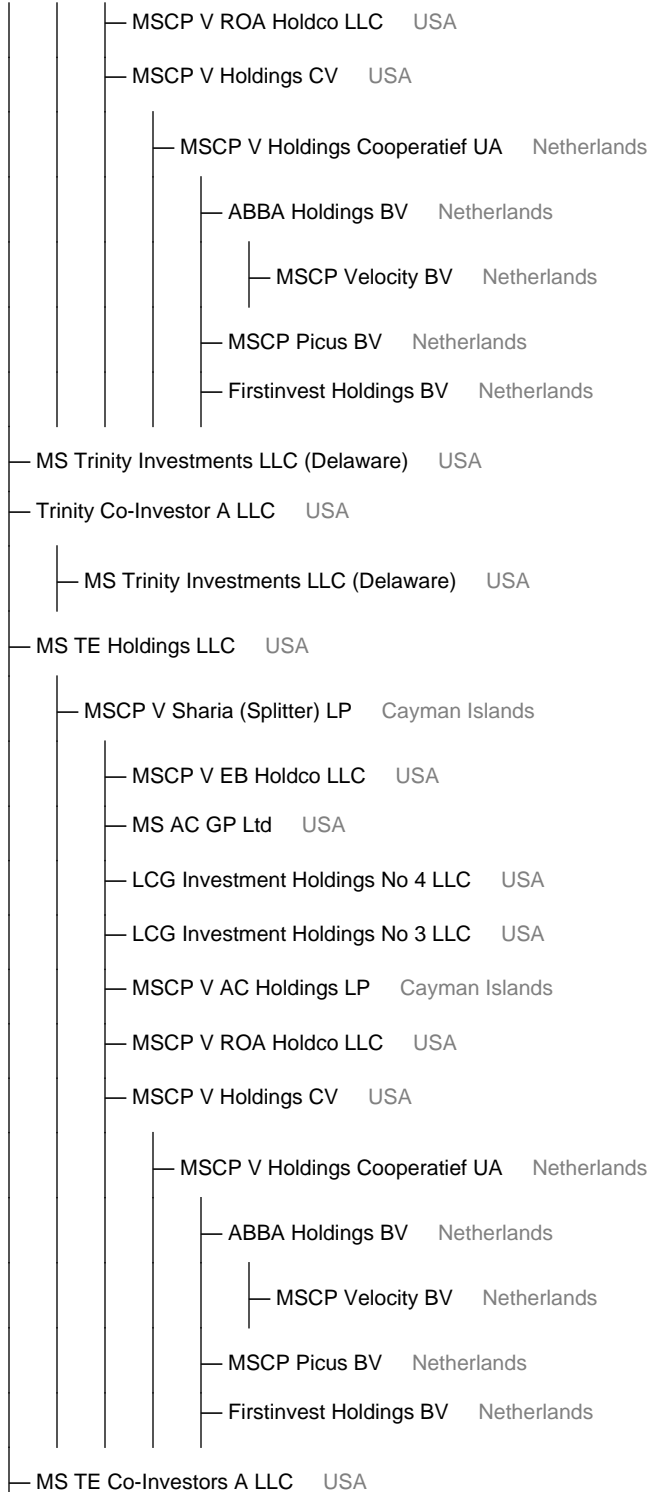 MSCP V ROA Holdco LLC USA
MSCP V Holdings CV USA
MSCP V Holdings Cooperatief UA Netherlands
ABBA Holdings BV Netherlands
MSCP Velocity BV Netherlands
MSCP Picus BV Netherlands
Firstinvest Holdings BV Netherlands
MS Trinity Investments LLC (Delaware) USA
Trinity Co-Investor A LLC USA
MS Trinity Investments LLC (Delaware) USA
MS TE Holdings LLC USA
MSCP V Sharia (Splitter) LP Cayman Islands
MSCP V EB Holdco LLC USA
MS AC GP Ltd USA
LCG Investment Holdings No 4 LLC USA
LCG Investment Holdings No 3 LLC USA
MSCP V AC Holdings LP Cayman Islands
MSCP V ROA Holdco LLC USA
MSCP V Holdings CV USA
MSCP V Holdings Cooperatief UA Netherlands
ABBA Holdings BV Netherlands
MSCP Velocity BV Netherlands
MSCP Picus BV Netherlands
Firstinvest Holdings BV Netherlands
MS TE Co-Investors A LLC USA